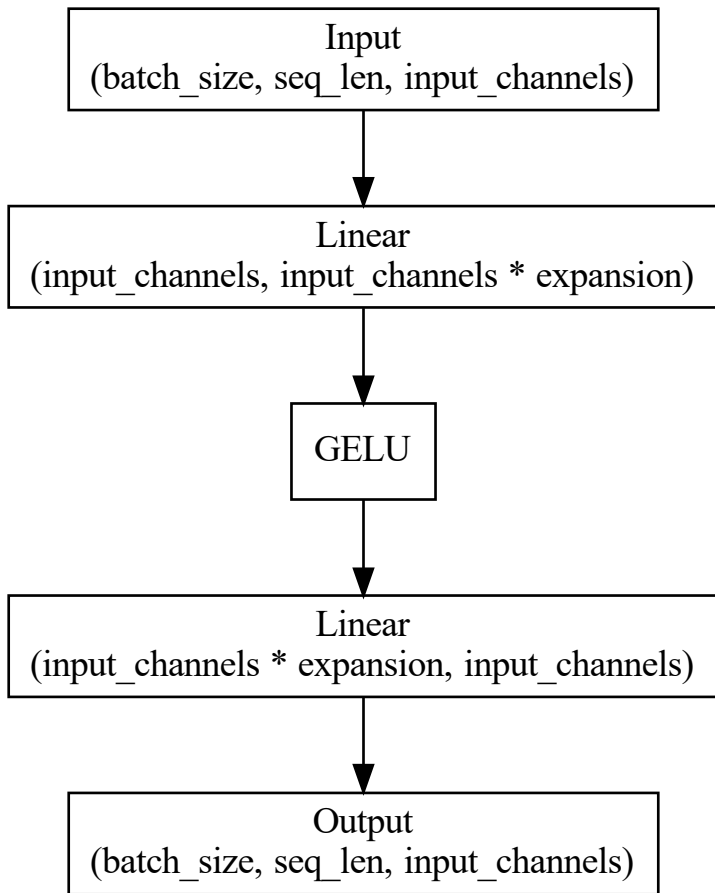 Input
(batch_size, seq_len, input_channels)
Linear
(input_channels, input_channels * expansion)
GELU
Linear
(input_channels * expansion, input_channels)
Output
(batch_size, seq_len, input_channels)